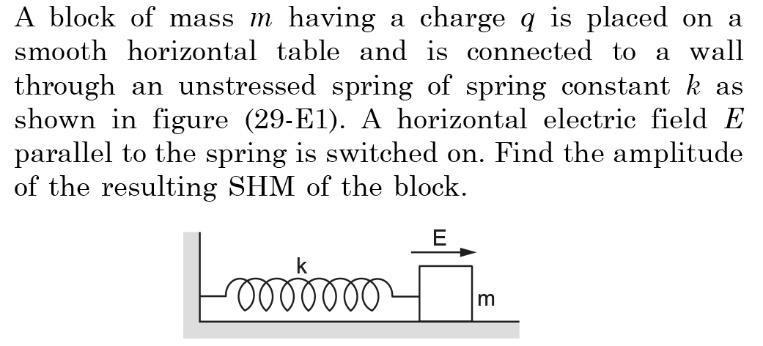 A block of mass m having a charge q is placed on a
smooth horizontal table and is connected to a wall
through an unstressed spring of spring constant k as
shown in figure (29-E1). A horizontal electric field E
parallel to the spring is switched on. Find the amplitude
of the resulting SHM of the block.
E
k
m